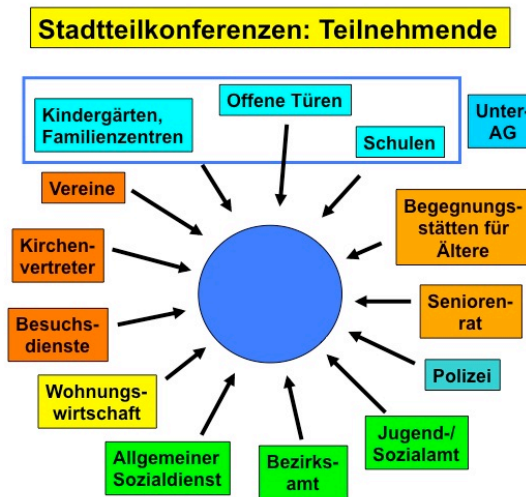 Stadtteilkonferenzen: Teilnehmende
Offene Türen
Kindergärten,
Familienzentren
Schulen
Unter-
AG
Vereine
Begegnungs-
stätten für
Ältere
Kirchen-
vertreter
Senioren-
rat
Besuchs-
dienste
Polizei
Wohnungs-
wirtschaft
Jugend-/
Sozialamt
Allgemeiner
Sozialdienst
Bezirks-
amt